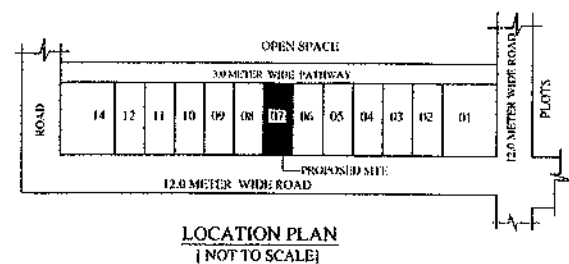 OPEN SPACE
3.0 METER WIDE PATHWAY
ROAD
14 12 11 10 09 08 07 06 05 04 03 02 01
12.0 METER WIDE ROAD
PLOTS
PROPOSED SITE
12.0 METER WIDE ROAD
LOCATION PLAN
[ NOT TO SCALE]